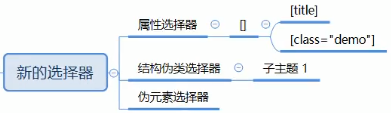 新的选择器
属性选择器
[]
[title]
[class="demo"]
结构伪类选择器
子主题 1
伪元素选择器